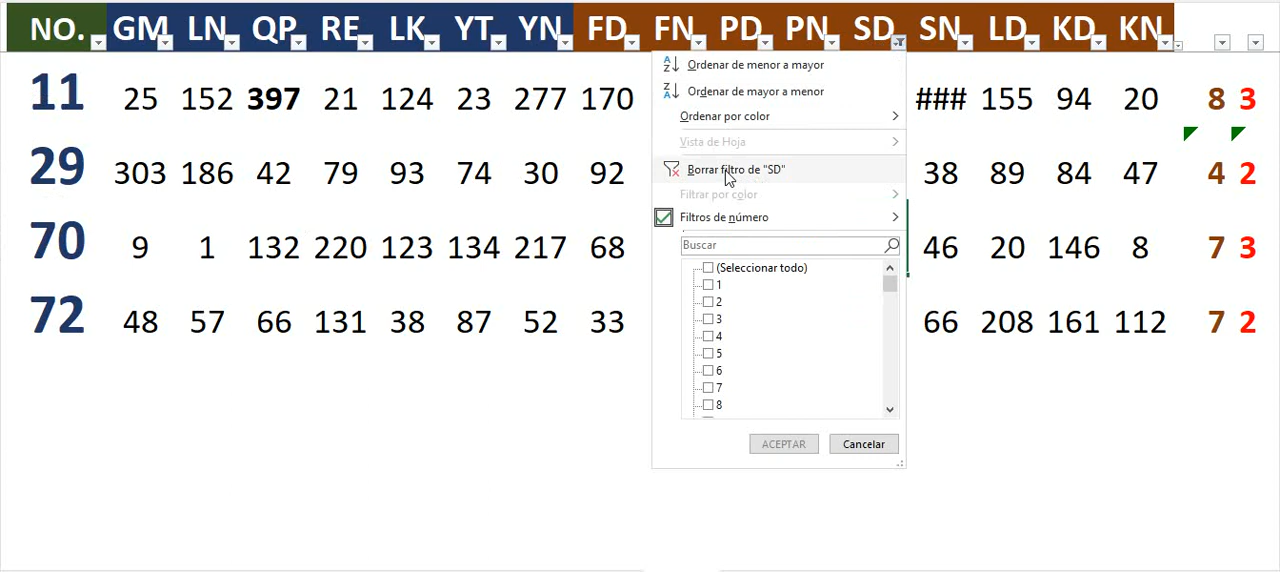 NO. GM LN QP RE LK YT YN FD FN PD PN SD SN LD KD KN
11 25 152 397 21 124 23 277 170 ### 155 94 20 8 3
29 303 186 42 79 93 74 30 92 38 89 84 47 4 2
70 9 1 132 220 123 134 217 68 46 20 146 8 7 3
72 48 57 66 131 38 87 52 33 66 208 161 112 7 2
Ordenar de menor a mayor
Ordenar de mayor a menor
Ordenar por color
Vista de Hoja
Borrar filtro de "SD"
Filtrar por color
Filtros de número
Buscar
(Seleccionar todo)
1
2
3
4
5
6
7
8
ACEPTAR Cancelar